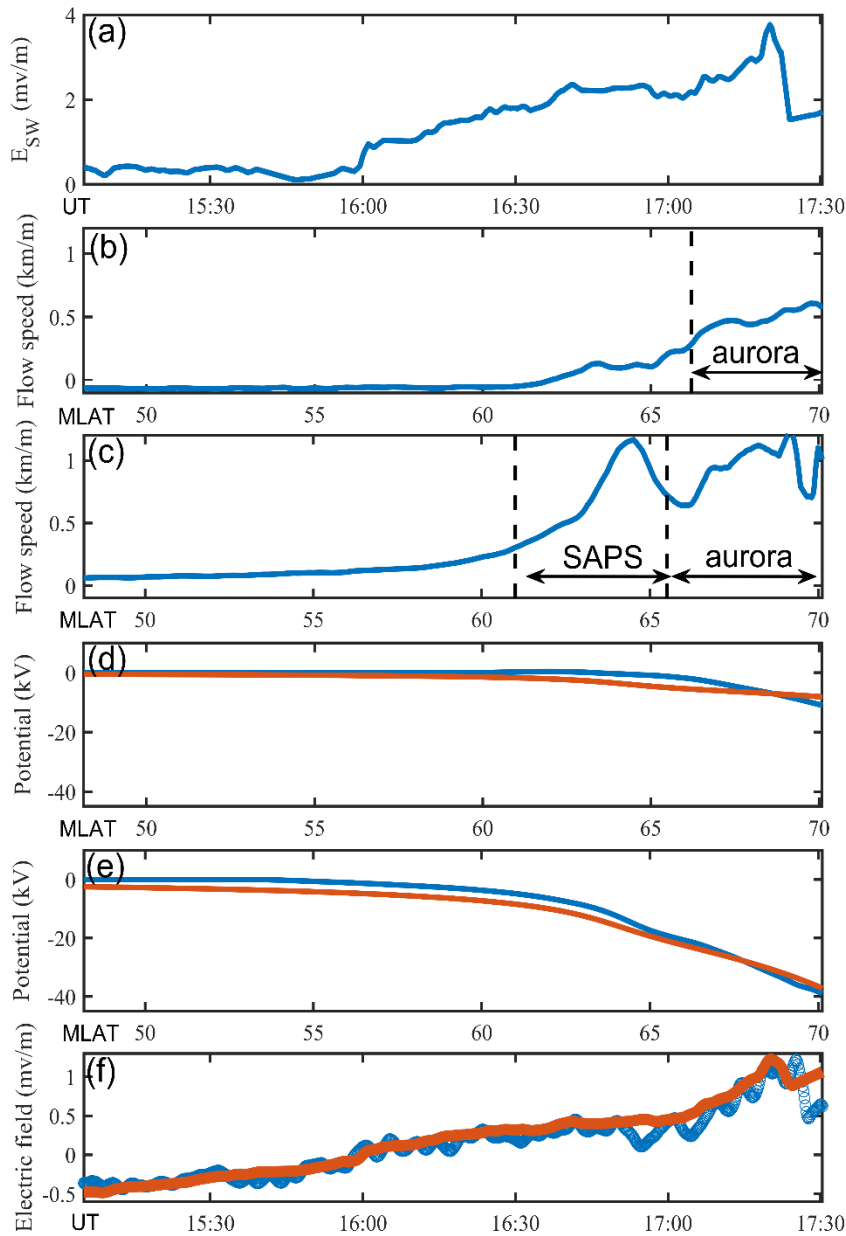 (a)
E_SW (mv/m)
4
2
0
UT 15:30 16:00 16:30 17:00 17:30
(b)
Flow speed (km/m)
1
0.5
0
aurora
MLAT 50 55 60 65 70
(c)
Flow speed (km/m)
1
0.5
0
SAPS aurora
MLAT 50 55 60 65 70
(d)
Potential (kV)
0
-20
-40
MLAT 50 55 60 65 70
(e)
Potential (kV)
0
-20
-40
MLAT 50 55 60 65 70
(f)
Electric field (mv/m)
1
0.5
0
-0.5
UT 15:30 16:00 16:30 17:00 17:30